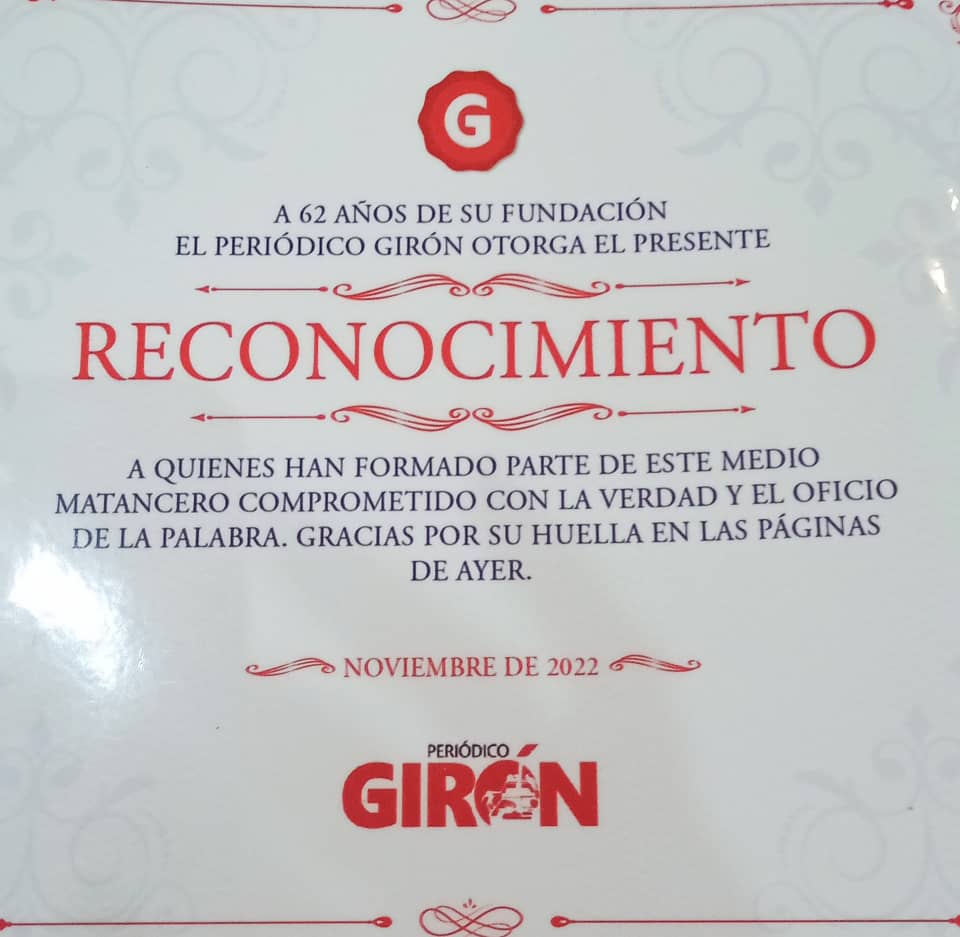 G
A 62 AÑOS DE SU FUNDACIÓN
EL PERIÓDICO GIRÓN OTORGA EL PRESENTE
RECONOCIMIENTO
A QUIENES HAN FORMADO PARTE DE ESTE MEDIO
MATANCERO COMPROMETIDO CON LA VERDAD Y EL OFICIO
DE LA PALABRA. GRACIAS POR SU HUELLA EN LAS PÁGINAS
DE AYER.
NOVIEMBRE DE 2022
PERIÓDICO
GIRÓN